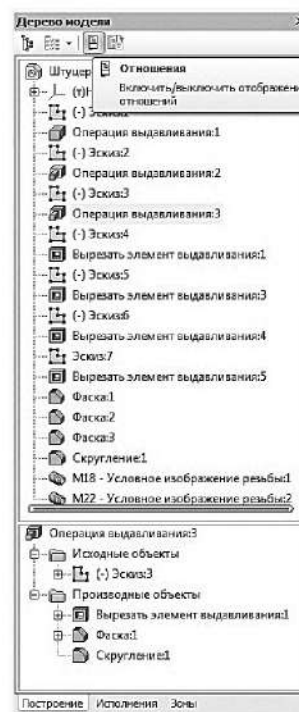 Дерево модели
Отношения
Включить/выключить отображени
отношений
Штуцер
(т)Н
(-) Эскиз:2
Операция выдавливания:1
(-) Эскиз:2
Операция выдавливания:2
(-) Эскиз:3
Операция выдавливания:3
(-) Эскиз:4
Вырезать элемент выдавливания:1
(-) Эскиз:5
Вырезать элемент выдавливания:3
(-) Эскиз:6
Вырезать элемент выдавливания:4
Эскиз:7
Вырезать элемент выдавливания:5
Фаска:1
Фаска:2
Фаска:3
Скругление:1
М18 - Условное изображение резьбы:1
М22 - Условное изображение резьбы:2
Операция выдавливания:3
Исходные объекты
(-) Эскиз:3
Производные объекты
Вырезать элемент выдавливания:1
Фаска:1
Скругление:1
Построение Исполнения Зоны